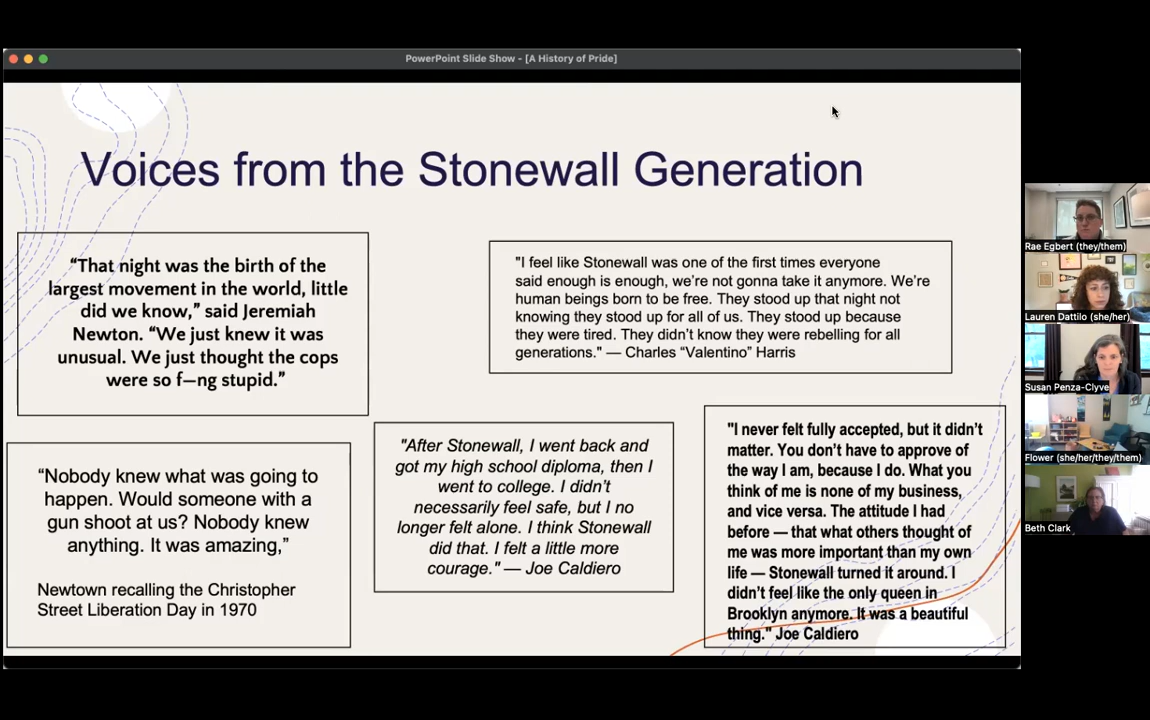 PowerPoint Slide Show - [A History of Pride]
Voices from the Stonewall Generation
“That night was the birth of the
largest movement in the world, little
did we know,” said Jeremiah
Newton. “We just knew it was
unusual. We just thought the cops
were so f—ng stupid.”
"I feel like Stonewall was one of the first times everyone
said enough is enough, we’re not gonna take it anymore. We’re
human beings born to be free. They stood up that night not
knowing they stood up for all of us. They stood up because
they were tired. They didn’t know they were rebelling for all
generations." — Charles “Valentino” Harris
“Nobody knew what was going to
happen. Would someone with a
gun shoot at us? Nobody knew
anything. It was amazing,”
Newtown recalling the Christopher
Street Liberation Day in 1970
"After Stonewall, I went back and
got my high school diploma, then I
went to college. I didn’t
necessarily feel safe, but I no
longer felt alone. I think Stonewall
did that. I felt a little more
courage." — Joe Caldiero
"I never felt fully accepted, but it didn’t
matter. You don’t have to approve of
the way I am, because I do. What you
think of me is none of my business,
and vice versa. The attitude I had
before — that what others thought of
me was more important than my own
life — Stonewall turned it around. I
didn’t feel like the only queen in
Brooklyn anymore. It was a beautiful
thing." Joe Caldiero
Rae Egbert (they/them)
Lauren Dattilo (she/her)
Susan Penza-Clyve
Flower (she/her/they/them)
Beth Clark